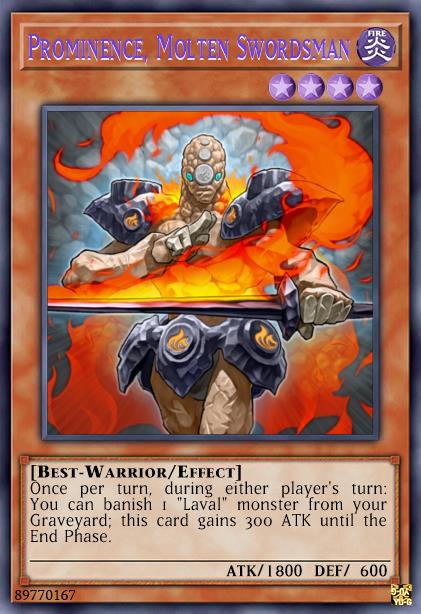 Prominence, Molten Swordsman
FIRE
炎
[Best-Warrior/Effect]
Once per turn, during either player's turn:
You can banish 1 "Laval" monster from your
Graveyard; this card gains 300 ATK until the
End Phase.
ATK/1800 DEF/ 600
89770167